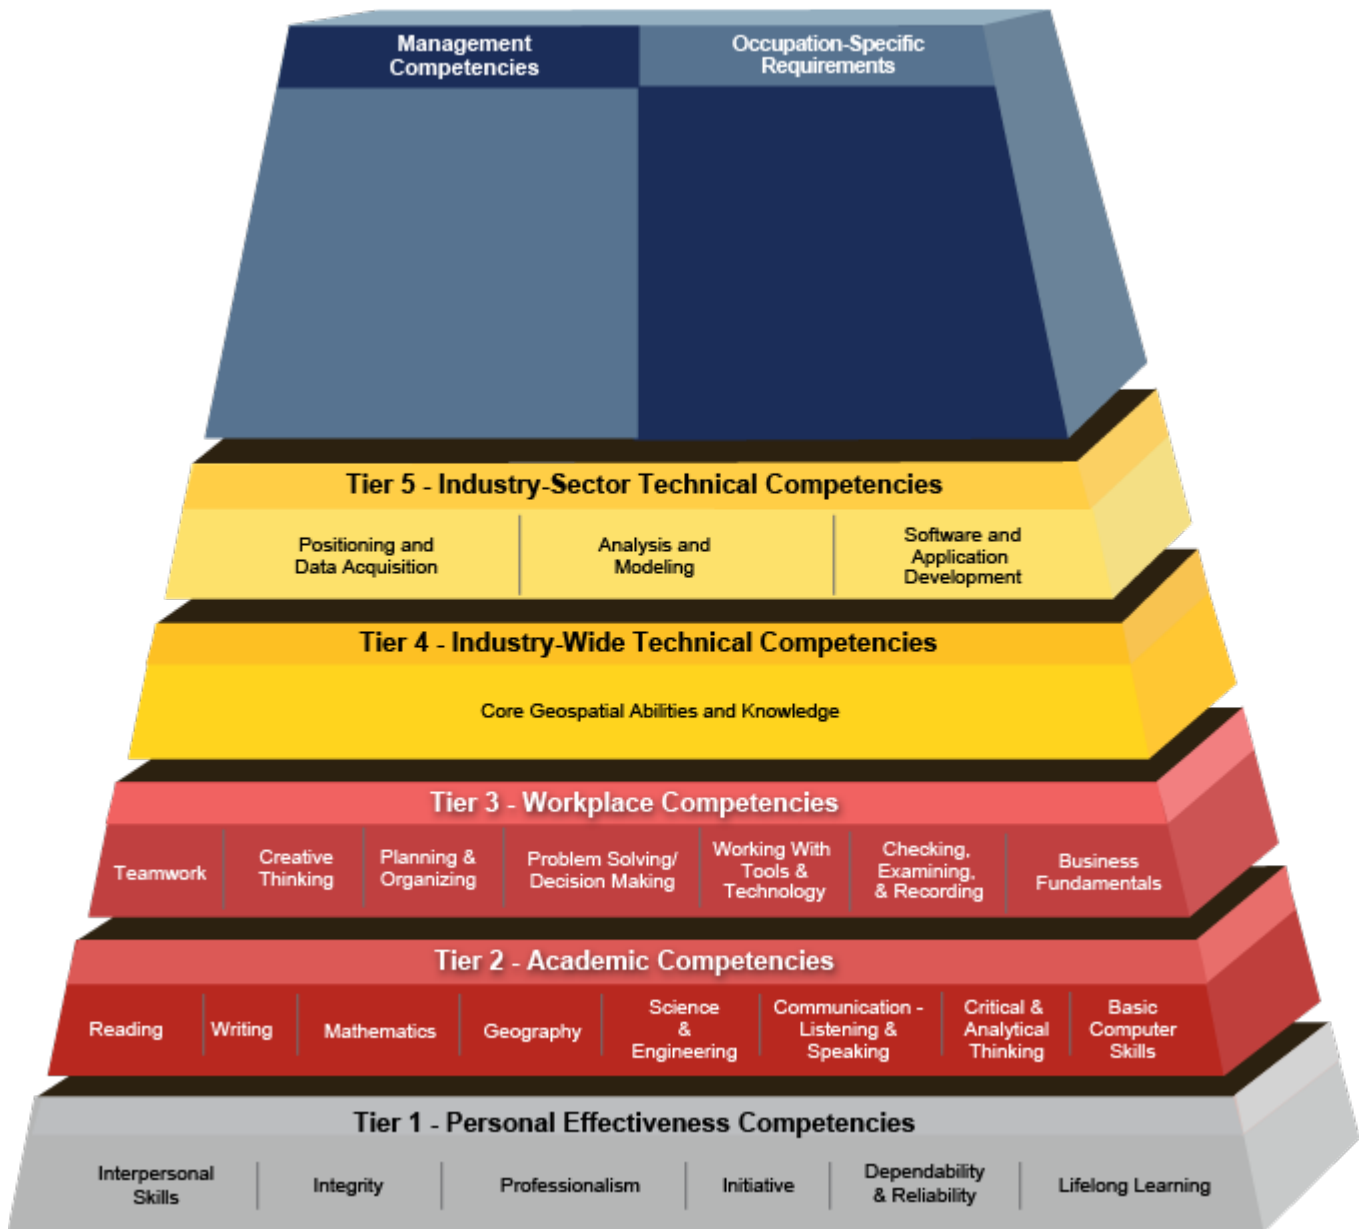 Management
Competencies
Occupation-Specific
Requirements
Tier 5 - Industry-Sector Technical Competencies
Positioning and
Data Acquisition
Analysis and
Modeling
Software and
Application
Development
Tier 4 - Industry-Wide Technical Competencies
Core Geospatial Abilities and Knowledge
Tier 3 - Workplace Competencies
Teamwork
Creative
Thinking
Planning &
Organizing
Problem Solving/
Decision Making
Working With
Tools &
Technology
Checking,
Examining,
& Recording
Business
Fundamentals
Tier 2 - Academic Competencies
Reading
Writing
Mathematics
Geography
Science
&
Engineering
Communication -
Listening &
Speaking
Critical &
Analytical
Thinking
Basic
Computer
Skills
Tier 1 - Personal Effectiveness Competencies
Interpersonal
Skills
Integrity
Professionalism
Initiative
Dependability
& Reliability
Lifelong Learning